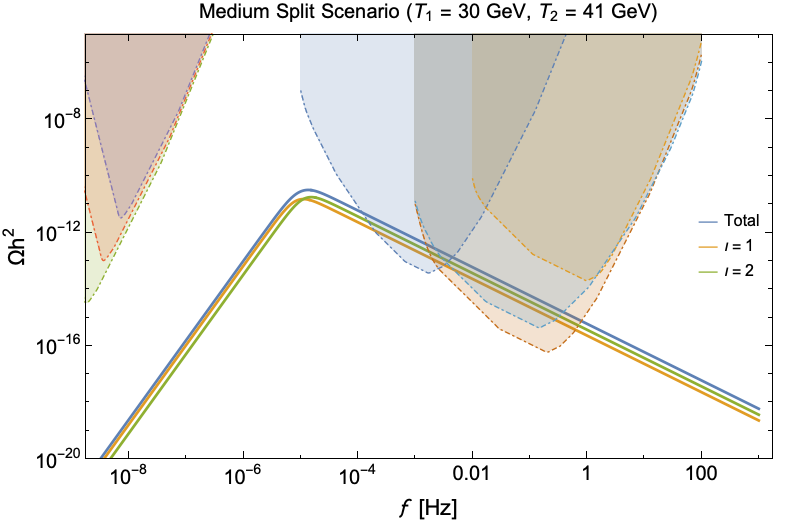 Medium Split Scenario (T₁ = 30 GeV, T₂ = 41 GeV)
10⁻⁸
10⁻¹²
10⁻¹⁶
10⁻²⁰
Ωh²
Total
ı = 1
ı = 2
10⁻⁸ 10⁻⁶ 10⁻⁴ 0.01 1 100
f [Hz]